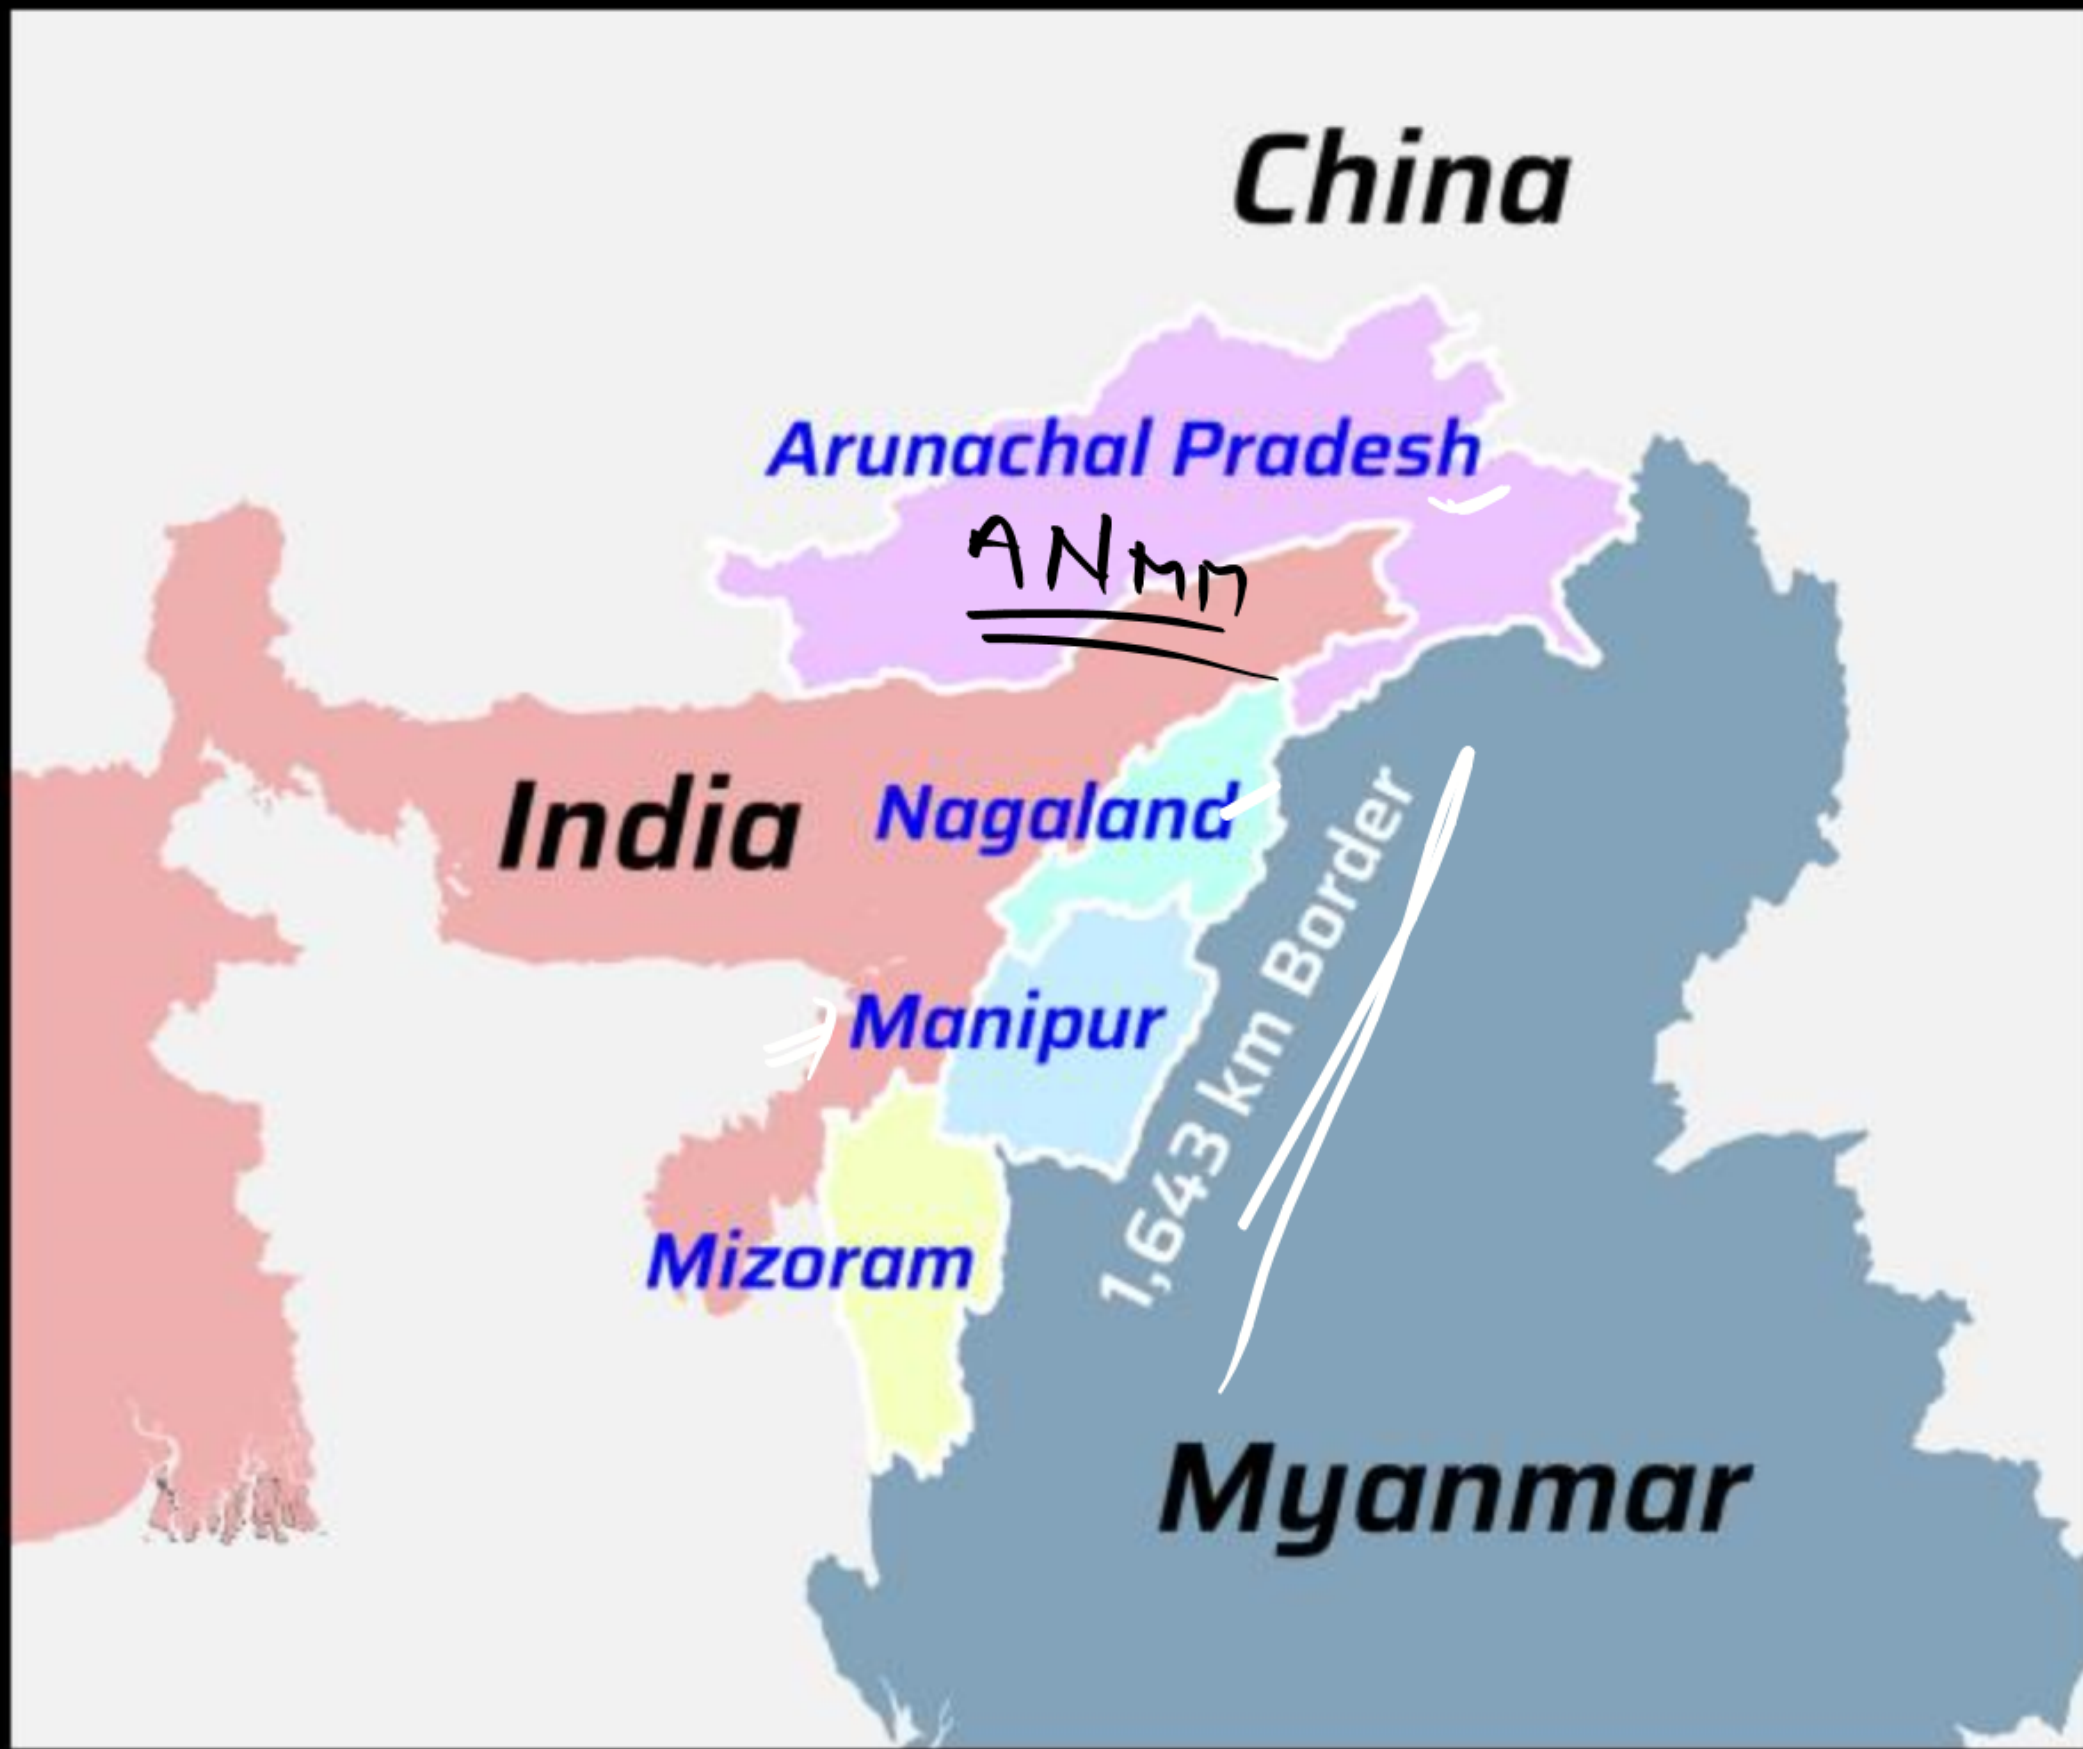 China
Arunachal Pradesh
ANMM
India
Nagaland
1,643 km Border
Manipur
Mizoram
Myanmar